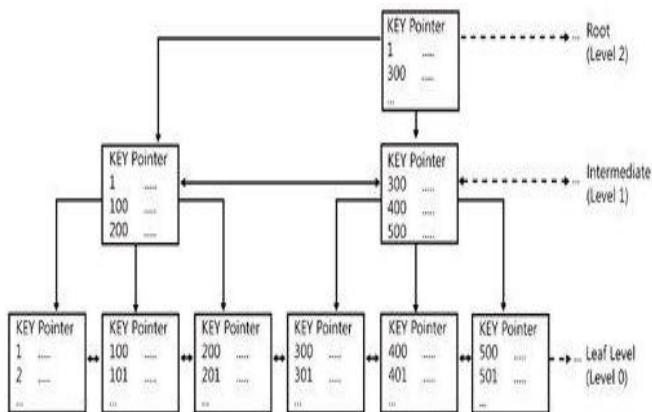 KEY Pointer
1 .....
300 .....
...
... Root
(Level 2)
KEY Pointer
1 .....
100 .....
200 .....
KEY Pointer
300 .....
400 .....
500 .....
... Intermediate
(Level 1)
KEY Pointer
1 .....
2 .....
...
KEY Pointer
100 .....
101 .....
...
KEY Pointer
200 .....
201 .....
...
KEY Pointer
300 .....
301 .....
...
KEY Pointer
400 .....
401 .....
...
KEY Pointer
500 .....
501 .....
...
... Leaf Level
(Level 0)